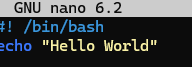 GNU nano 6.2
#! /bin/bash
echo "Hello World"